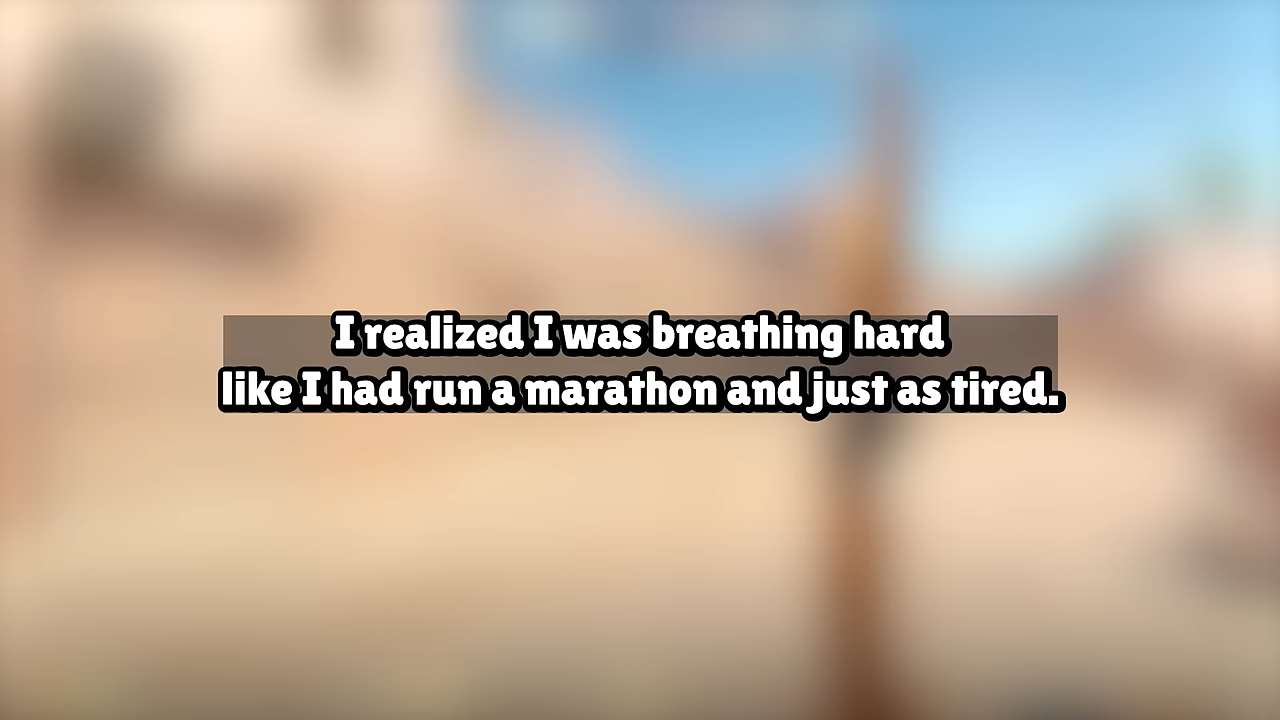 I realized I was breathing hard
like I had run a marathon and just as tired.